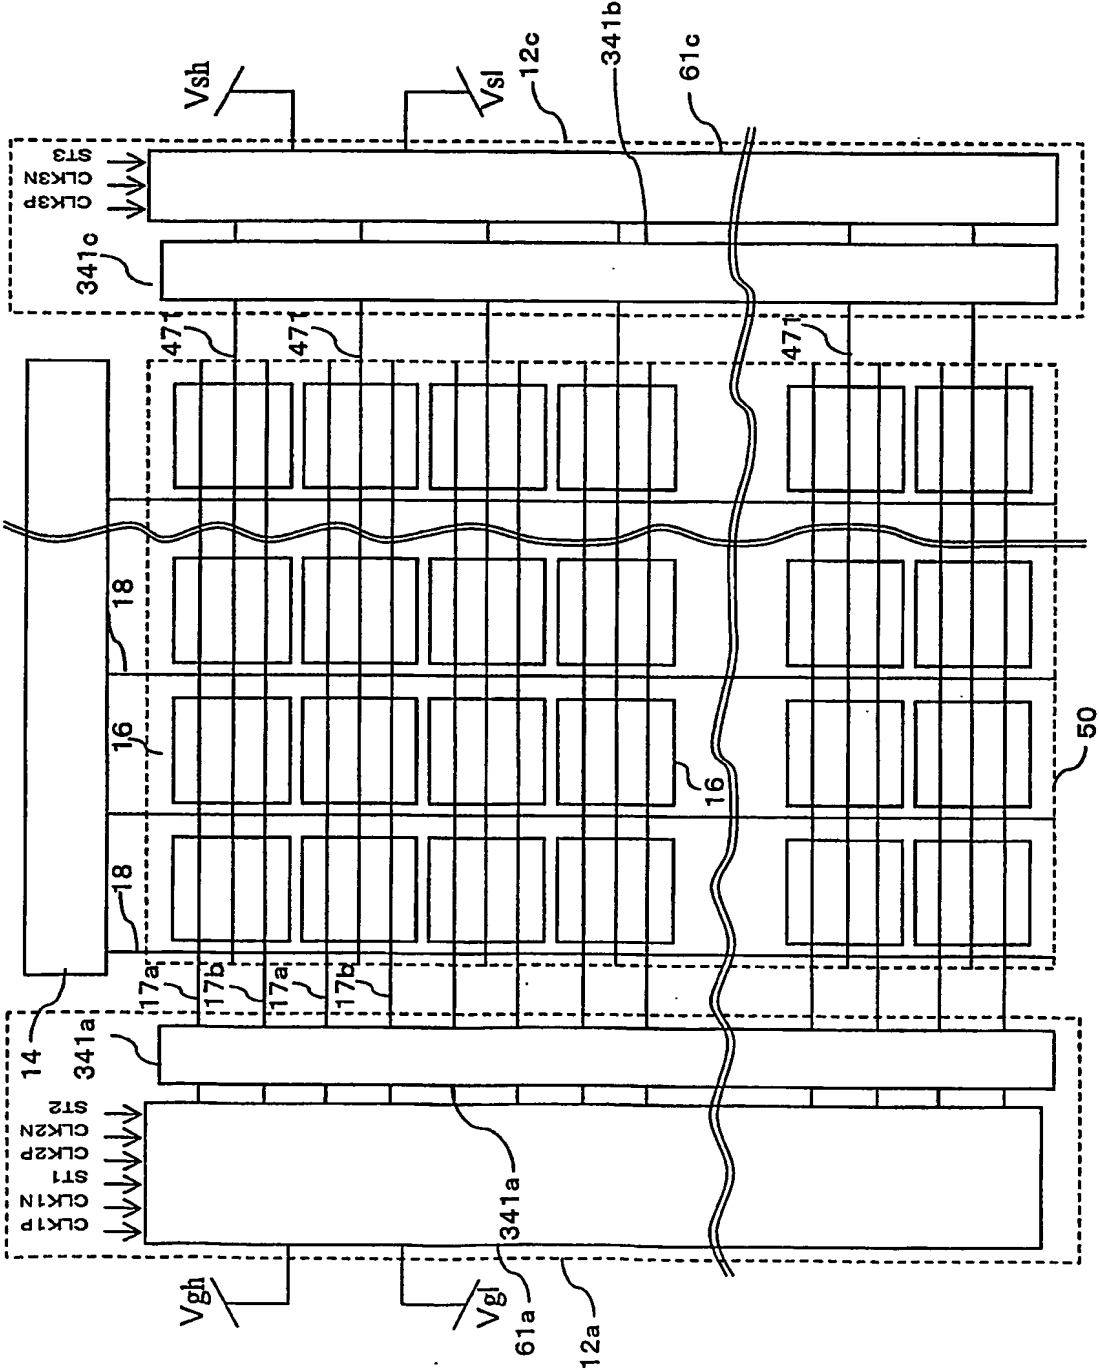 Vsh
Vsl
12c
341b
61c
ST3
CLK3N
CLK3P
341c
471
471
471
18
16
18
16
50
17a
17b
17a
17b
14
341a
ST2
CLK2N
CLK2P
ST1
CLK1N
CLK1P
341a
Vgh
Vgl
61a
12a